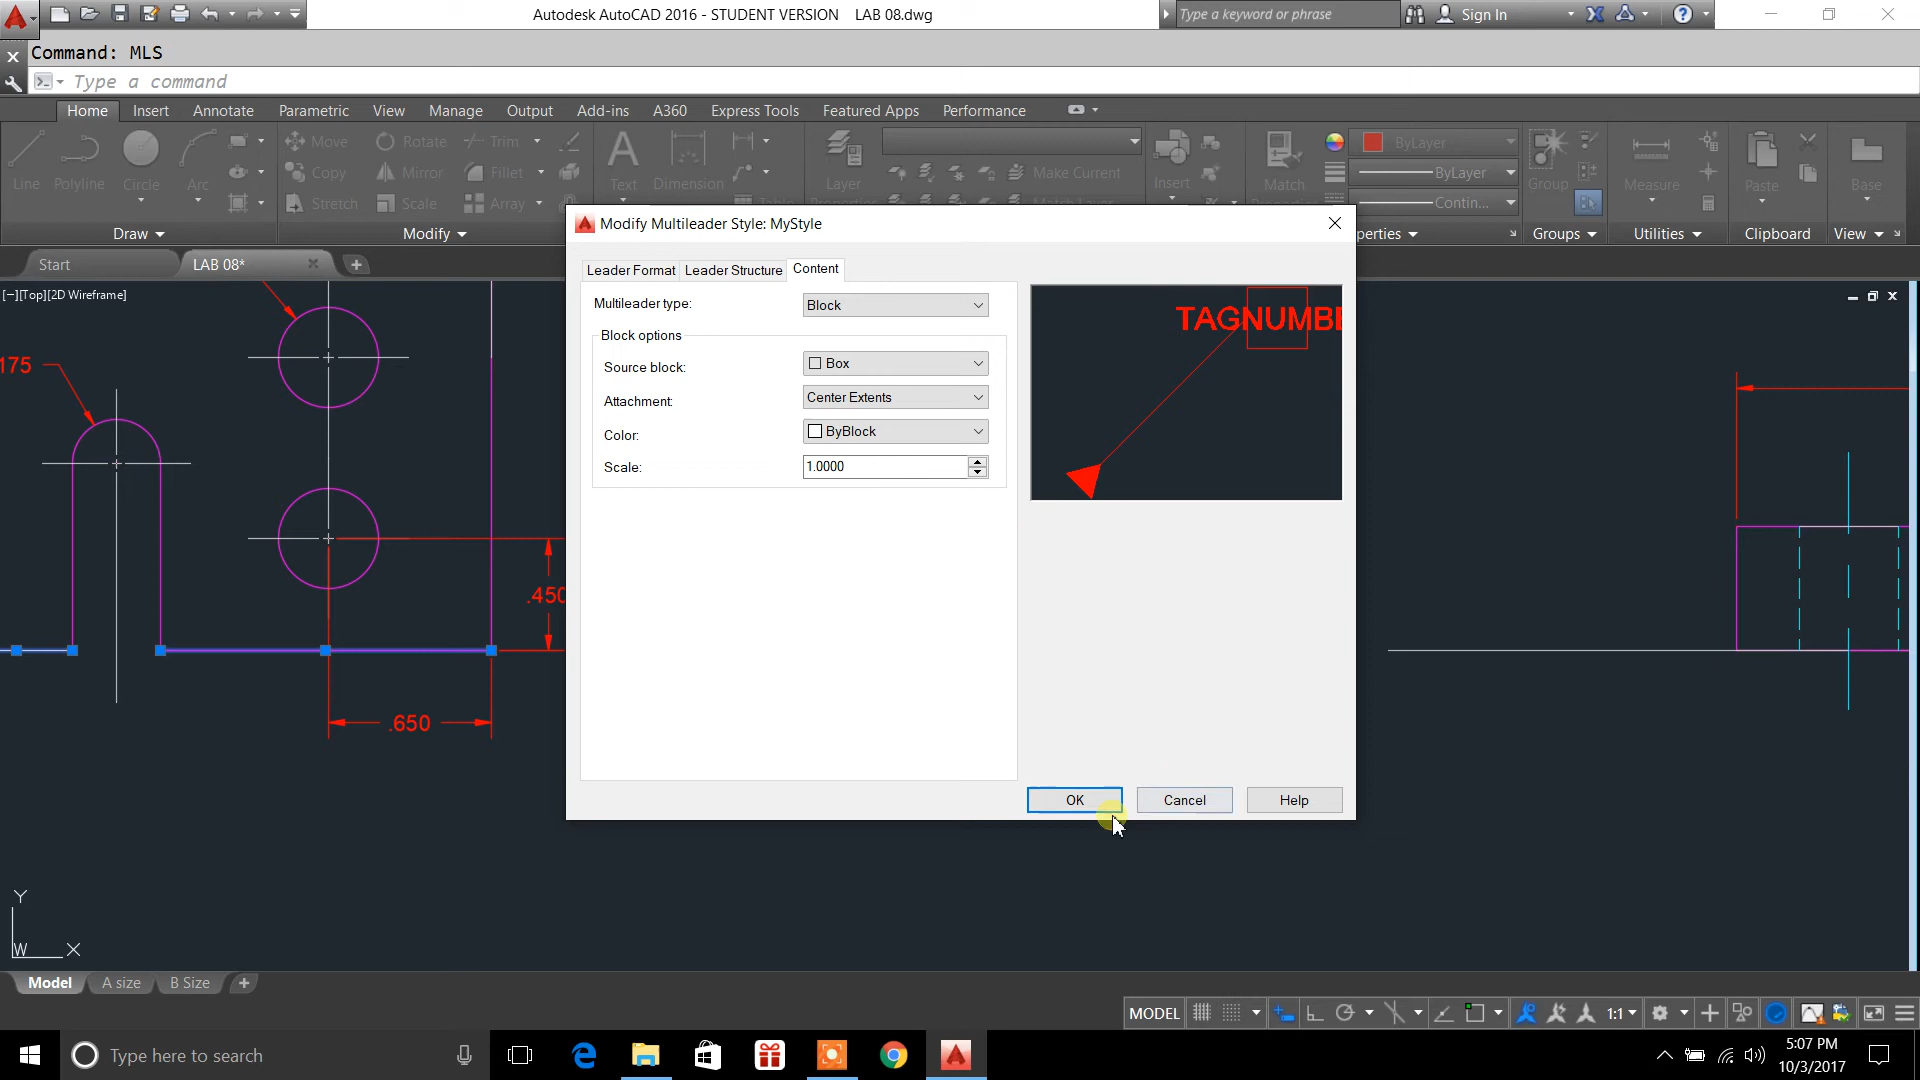 Autodesk AutoCAD 2016 - STUDENT VERSION    LAB 08.dwg
Type a keyword or phrase
Sign In
Command: MLS
Type a command
Home Insert Annotate Parametric View Manage Output Add-ins A360 Express Tools Featured Apps Performance
Line Polyline Circle Arc
Move Rotate Trim
Copy Mirror Fillet
Stretch Scale Array
Text Dimension
Layer
Make Current
Insert
Match
ByLayer
ByLayer
Contin...
Group
Measure
Paste
Base
Draw
Modify
Groups
Utilities
Clipboard
View
Start
LAB 08*
[−][Top][2D Wireframe]
Modify Multileader Style: MyStyle
Leader Format
Leader Structure
Content
Multileader type:
Block
Block options
Source block:
Box
Attachment:
Center Extents
Color:
ByBlock
Scale:
1.0000
TAGNUMBE
OK
Cancel
Help
175
.450
.650
Y
W
X
Model
A size
B Size
MODEL
1:1
Type here to search
5:07 PM
10/3/2017